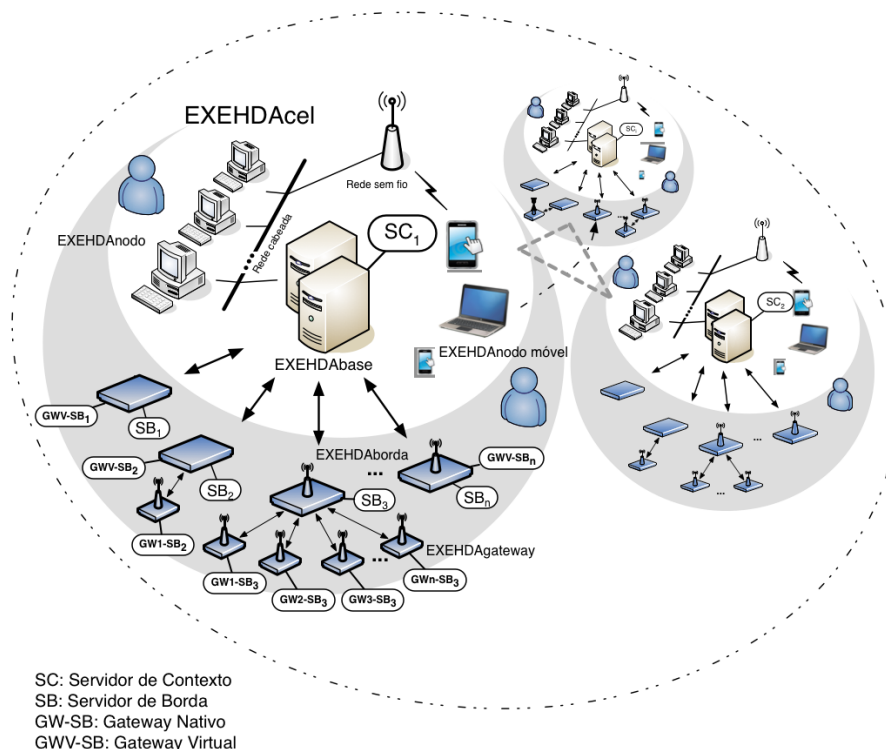 EXEHDAcel
Rede sem fio
EXEHDAnodo
Rede cabeada
SC1
EXEHDAnodo móvel
EXEHDAbase
GWV-SB1
SB1
GWV-SB2
SB2
GW1-SB2
EXEHDAborda
...
GWV-SBn
SB3
SBn
EXEHDAgateway
...
GW1-SB3
GW2-SB3
GW3-SB3
GWn-SB3
SC2
...
...
SC: Servidor de Contexto
SB: Servidor de Borda
GW-SB: Gateway Nativo
GWV-SB: Gateway Virtual